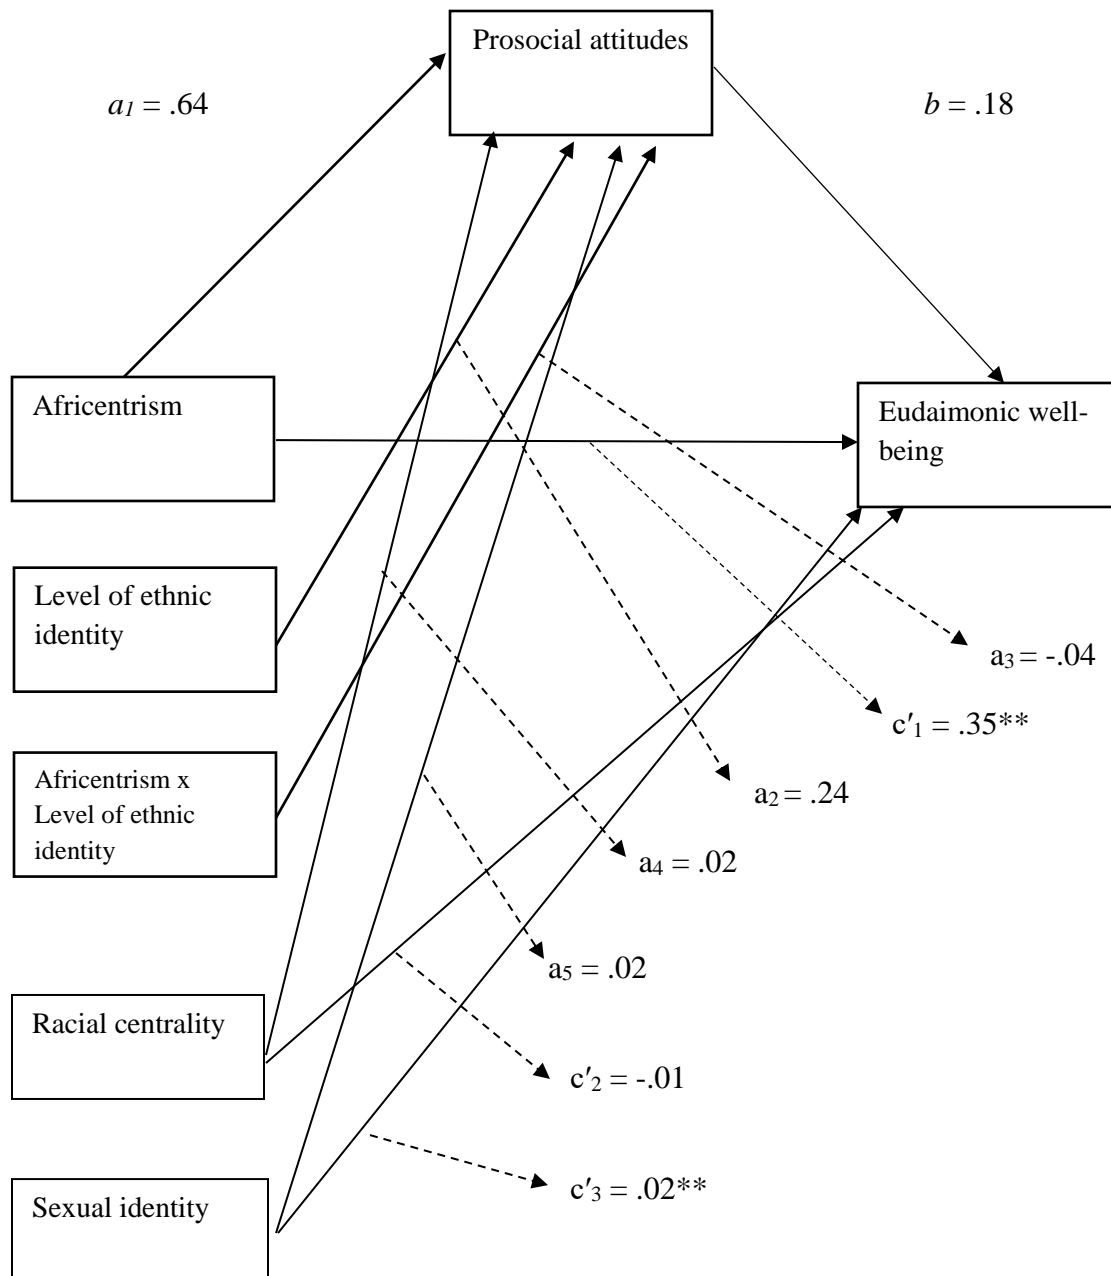 Prosocial attitudes
a₁ = .64
b = .18
Africentrism
Eudaimonic well-
being
Level of ethnic
identity
a₃ = -.04
c′₁ = .35**
Africentrism x
Level of ethnic
identity
a₂ = .24
a₄ = .02
a₅ = .02
Racial centrality
c′₂ = -.01
c′₃ = .02**
Sexual identity